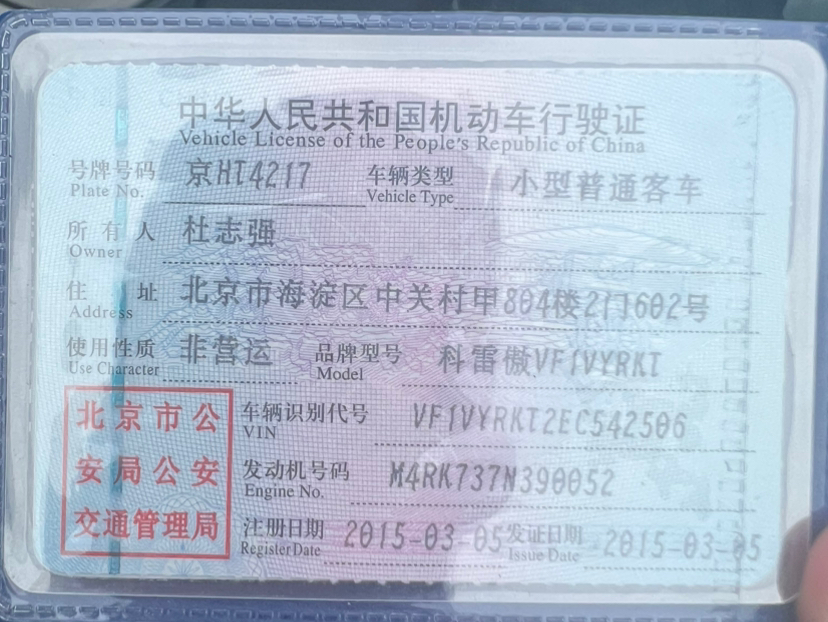 中华人民共和国机动车行驶证
Vehicle License of the People's Republic of China
号牌号码 京HT4217 车辆类型 小型普通客车
Plate No. Vehicle Type
所有人 杜志强
Owner
住址 北京市海淀区中关村甲804楼2门602号
Address
使用性质 非营运 品牌型号 科雷傲VF1VYRKT
Use Character Model
北京市公 车辆识别代号 VF1VYRKT2EC542506
VIN
安局公安 发动机号码 M4RK737N390052
Engine No.
交通管理局 注册日期 2015-03-05 发证日期 2015-03-05
Register Date Issue Date